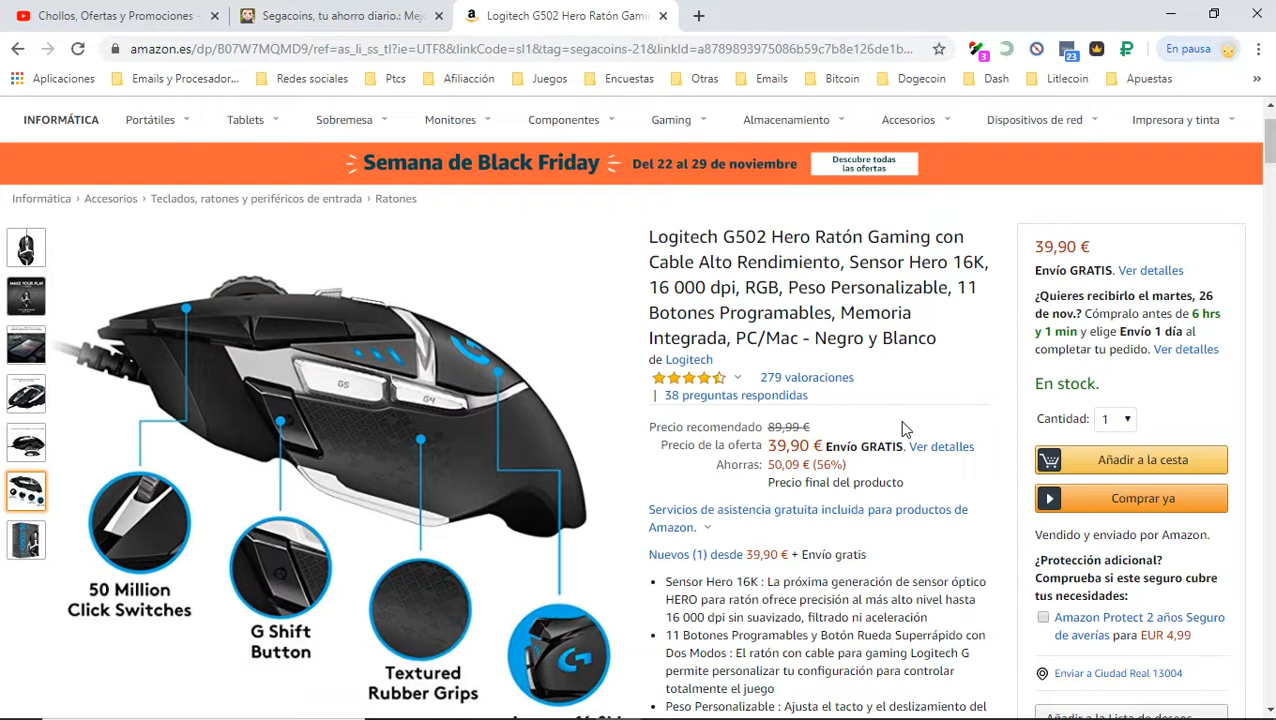 Chollos, Ofertas y Promociones -
Segacoins, tu ahorro diario.: Mej
Logitech G502 Hero Ratón Gami
amazon.es/dp/B07W7MQMD9/ref=as_li_ss_tl?ie=UTF8&linkCode=sl1&tag=segacoins-21&linkId=a8789893975086b59c7b8e126de1b...
3
23
En pausa
Aplicaciones
Emails y Procesador...
Redes sociales
Ptcs
Afiliacción
Juegos
Encuestas
Otras
Emails
Bitcoin
Dogecoin
Dash
Litlecoin
Apuestas
»
INFORMÁTICA
Portátiles
Tablets
Sobremesa
Monitores
Componentes
Gaming
Almacenamiento
Accesorios
Dispositivos de red
Impresora y tinta
Semana de Black Friday
Del 22 al 29 de noviembre
Descubre todas
las ofertas
Informática › Accesorios › Teclados, ratones y periféricos de entrada › Ratones
MAKE YOUR PLAY
G5
G4
50 Million
Click Switches
G Shift
Button
Textured
Rubber Grips
Logitech G502 Hero Ratón Gaming con
Cable Alto Rendimiento, Sensor Hero 16K,
16 000 dpi, RGB, Peso Personalizable, 11
Botones Programables, Memoria
Integrada, PC/Mac - Negro y Blanco
de Logitech
279 valoraciones
| 38 preguntas respondidas
Precio recomendado 89,99 €
Precio de la oferta 39,90 € Envío GRATIS. Ver detalles
Ahorras: 50,09 € (56%)
Precio final del producto
Servicios de asistencia gratuita incluida para productos de
Amazon.
Nuevos (1) desde 39,90 € + Envío gratis
• Sensor Hero 16K : La próxima generación de sensor óptico
HERO para ratón ofrece precisión al más alto nivel hasta
16 000 dpi sin suavizado, filtrado ni aceleración
• 11 Botones Programables y Botón Rueda Superrápido con
Dos Modos : El ratón con cable para gaming Logitech G
permite personalizar tu configuración para controlar
totalmente el juego
• Peso Personalizable : Ajusta el tacto y el deslizamiento del
39,90 €
Envío GRATIS. Ver detalles
¿Quieres recibirlo el martes, 26
de nov.? Cómpralo antes de 6 hrs
y 1 min y elige Envío 1 día al
completar tu pedido. Ver detalles
En stock.
Cantidad: 1
Añadir a la cesta
Comprar ya
Vendido y enviado por Amazon.
¿Protección adicional?
Comprueba si este seguro cubre
tus necesidades:
Amazon Protect 2 años Seguro
de averías para EUR 4,99
Enviar a Ciudad Real 13004
Añadir a la Lista de deseos